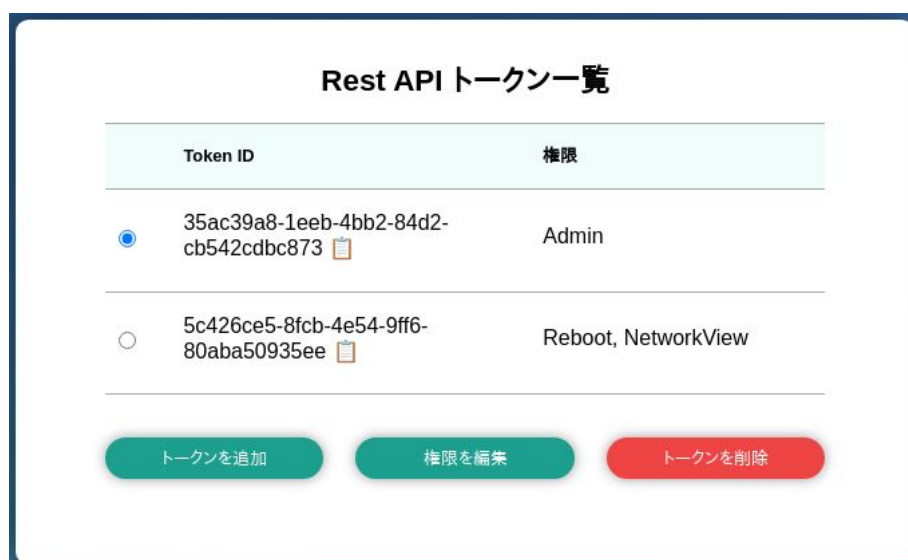 Rest API トークン一覧
Token ID 権限
35ac39a8-1eeb-4bb2-84d2-
cb542cdbc873 📋
Admin
5c426ce5-8fcb-4e54-9ff6-
80aba50935ee 📋
Reboot, NetworkView
トークンを追加 権限を編集 トークンを削除